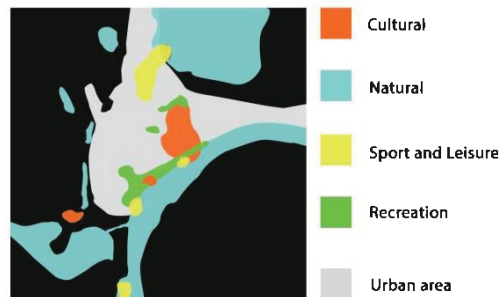 Cultural
Natural
Sport and Leisure
Recreation
Urban area